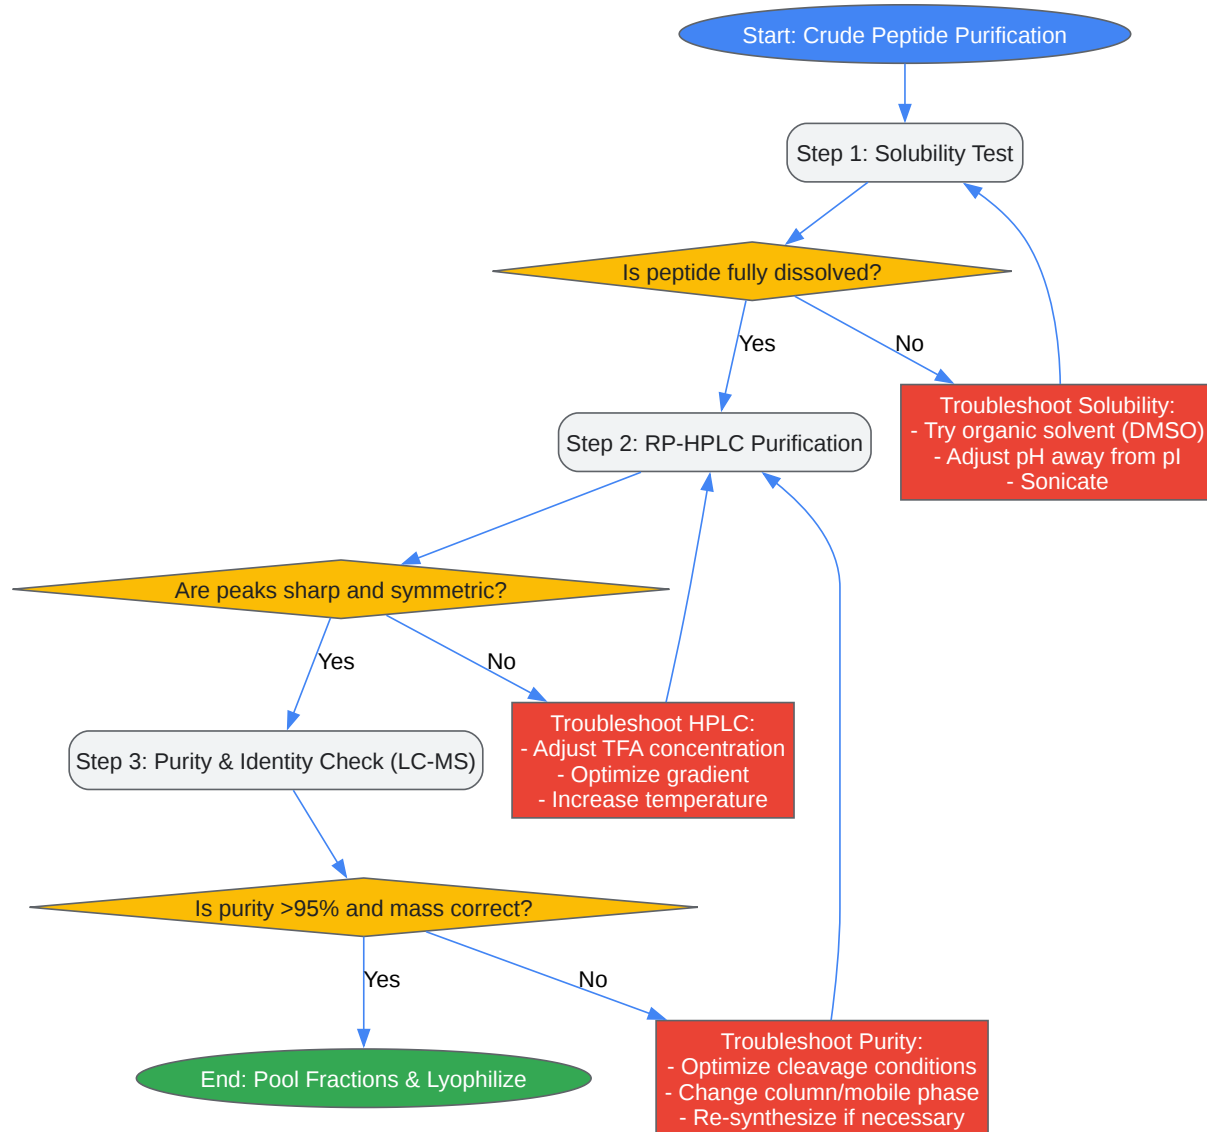 Start: Crude Peptide Purification
Step 1: Solubility Test
Is peptide fully dissolved?
Yes
No
Troubleshoot Solubility:
- Try organic solvent (DMSO)
- Adjust pH away from pI
- Sonicate
Step 2: RP-HPLC Purification
Are peaks sharp and symmetric?
Yes
No
Troubleshoot HPLC:
- Adjust TFA concentration
- Optimize gradient
- Increase temperature
Step 3: Purity & Identity Check (LC-MS)
Is purity >95% and mass correct?
Yes
No
Troubleshoot Purity:
- Optimize cleavage conditions
- Change column/mobile phase
- Re-synthesize if necessary
End: Pool Fractions & Lyophilize